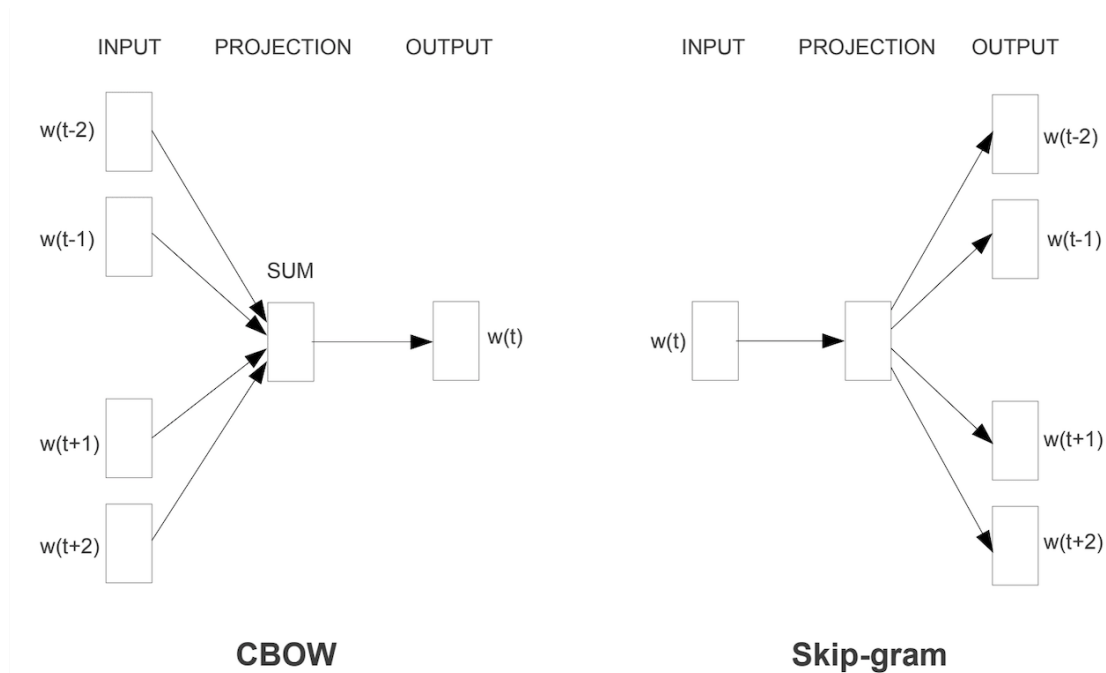 INPUT PROJECTION OUTPUT
w(t-2)
w(t-1)
SUM
w(t)
w(t+1)
w(t+2)
CBOW
INPUT PROJECTION OUTPUT
w(t-2)
w(t-1)
w(t)
w(t+1)
w(t+2)
Skip-gram